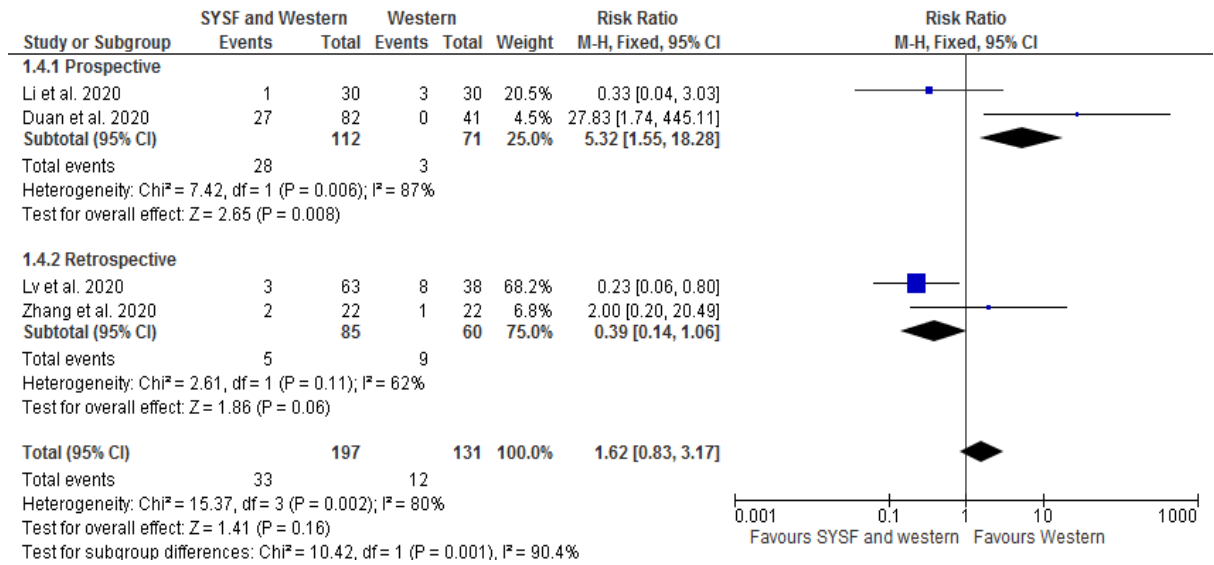 SYSF and Western Western Risk Ratio Risk Ratio
Study or Subgroup Events Total Events Total Weight M-H, Fixed, 95% CI M-H, Fixed, 95% CI
1.4.1 Prospective
Li et al. 2020 1 30 3 30 20.5% 0.33 [0.04, 3.03]
Duan et al. 2020 27 82 0 41 4.5% 27.83 [1.74, 445.11]
Subtotal (95% CI) 112 71 25.0% 5.32 [1.55, 18.28]
Total events 28 3
Heterogeneity: Chi² = 7.42, df = 1 (P = 0.006); I² = 87%
Test for overall effect: Z = 2.65 (P = 0.008)
1.4.2 Retrospective
Lv et al. 2020 3 63 8 38 68.2% 0.23 [0.06, 0.80]
Zhang et al. 2020 2 22 1 22 6.8% 2.00 [0.20, 20.49]
Subtotal (95% CI) 85 60 75.0% 0.39 [0.14, 1.06]
Total events 5 9
Heterogeneity: Chi² = 2.61, df = 1 (P = 0.11); I² = 62%
Test for overall effect: Z = 1.86 (P = 0.06)
Total (95% CI) 197 131 100.0% 1.62 [0.83, 3.17]
Total events 33 12
Heterogeneity: Chi² = 15.37, df = 3 (P = 0.002); I² = 80%
Test for overall effect: Z = 1.41 (P = 0.16)
Test for subgroup differences: Chi² = 10.42, df = 1 (P = 0.001), I² = 90.4%
0.001 0.1 1 10 1000
Favours SYSF and western Favours Western